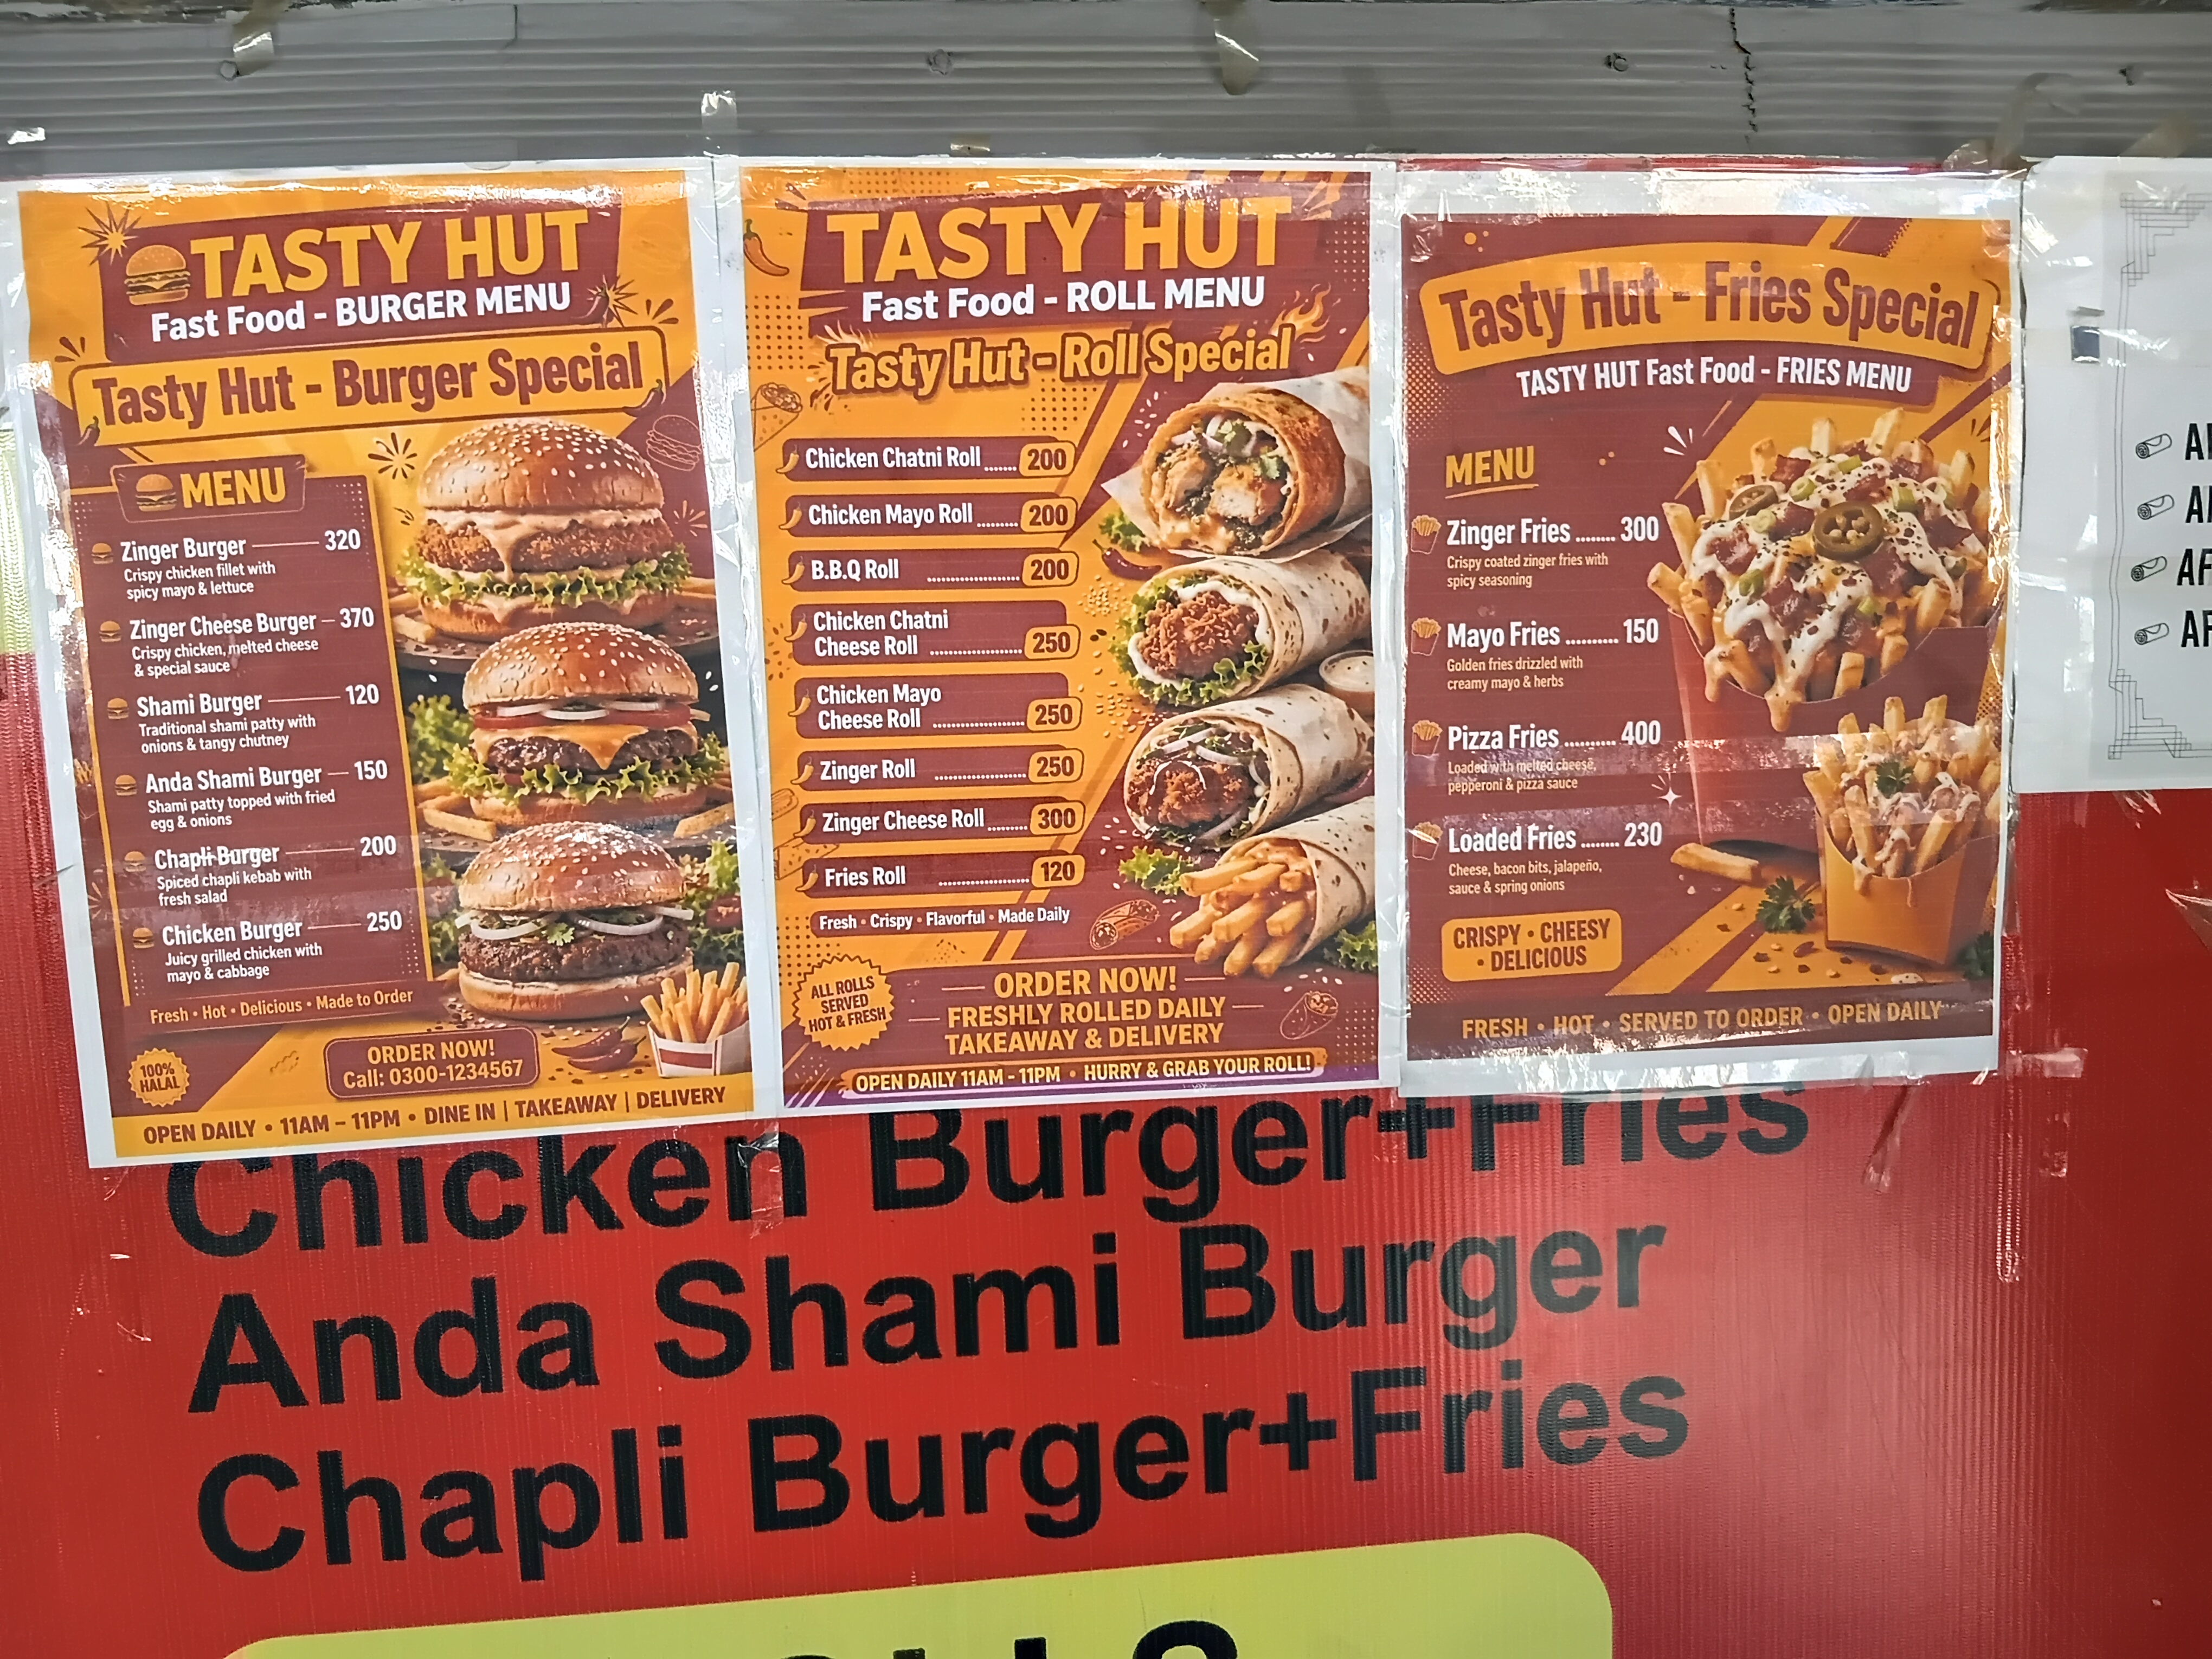 TASTY HUT
Fast Food - BURGER MENU
Tasty Hut - Burger Special
MENU
Zinger Burger 320
Crispy chicken fillet with
spicy mayo & lettuce
Zinger Cheese Burger 370
Crispy chicken, melted cheese
& special sauce
Shami Burger 120
Traditional shami patty with
onions & tangy chutney
Anda Shami Burger 150
Shami patty topped with fried
egg & onions
Chapli Burger 200
Spiced chapli kebab with
fresh salad
Chicken Burger 250
Juicy grilled chicken with
mayo & cabbage
Fresh • Hot • Delicious • Made to Order
100%
HALAL
ORDER NOW!
Call: 0300-1234567
OPEN DAILY • 11AM – 11PM • DINE IN | TAKEAWAY | DELIVERY
TASTY HUT
Fast Food - ROLL MENU
Tasty Hut - Roll Special
Chicken Chatni Roll ....... 200
Chicken Mayo Roll ......... 200
B.B.Q Roll .................... 200
Chicken Chatni
Cheese Roll .................... 250
Chicken Mayo
Cheese Roll .................... 250
Zinger Roll .................... 250
Zinger Cheese Roll ......... 300
Fries Roll .................... 120
Fresh • Crispy • Flavorful • Made Daily
ALL ROLLS
SERVED
HOT & FRESH
ORDER NOW!
FRESHLY ROLLED DAILY
TAKEAWAY & DELIVERY
OPEN DAILY 11AM - 11PM • HURRY & GRAB YOUR ROLL!
Tasty Hut - Fries Special
TASTY HUT Fast Food - FRIES MENU
MENU
Zinger Fries ........ 300
Crispy coated zinger fries with
spicy seasoning
Mayo Fries .......... 150
Golden fries drizzled with
creamy mayo & herbs
Pizza Fries .......... 400
Loaded with melted cheese,
pepperoni & pizza sauce
Loaded Fries ........ 230
Cheese, bacon bits, jalapeño,
sauce & spring onions
CRISPY • CHEESY
• DELICIOUS
FRESH • HOT • SERVED TO ORDER • OPEN DAILY
Chicken Burger+Fries
Anda Shami Burger
Chapli Burger+Fries